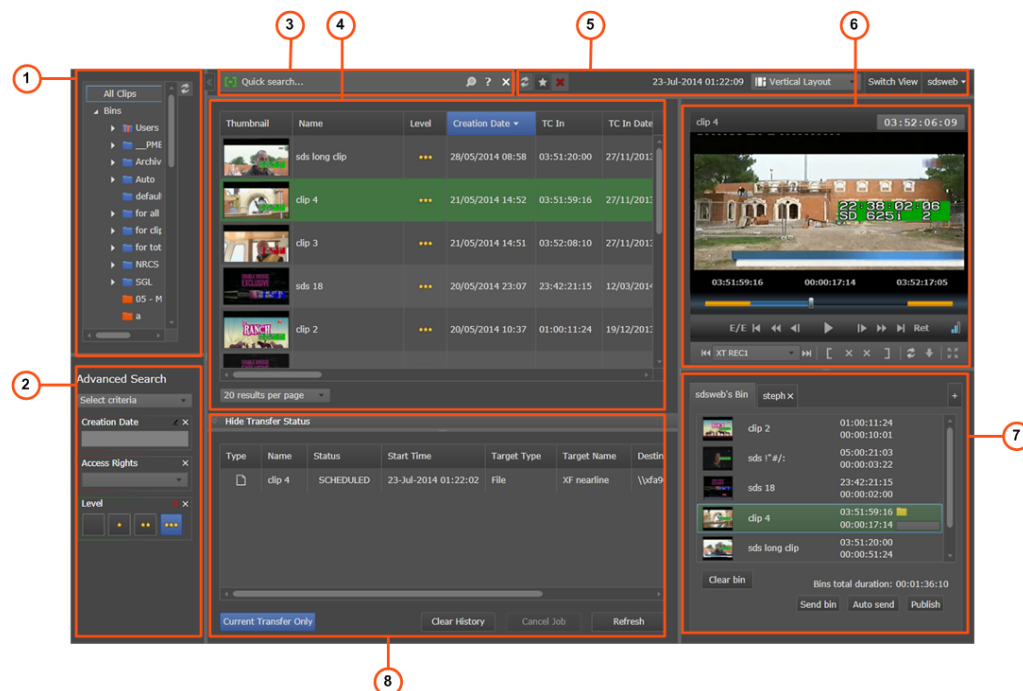 3
4
5
6
1
[•] Quick search...
?
23-Jul-2014 01:22:09
Vertical Layout
Switch View
sdsweb
All Clips
Bins
Users
__PME
Archiv
Auto
defaul
for all
for clip
for tot
NRCS
SGL
05 - M
a
Thumbnail Name Level Creation Date TC In TC In Date
sds long clip ••• 28/05/2014 08:58 03:51:20:00 27/11/2013
clip 4 ••• 21/05/2014 14:52 03:51:59:16 27/11/2013
clip 3 ••• 21/05/2014 14:51 03:52:08:10 27/11/2013
EXCLUSIVE
sds 18 ••• 20/05/2014 23:07 23:42:21:15 12/03/2014
RANCH
clip 2 ••• 20/05/2014 10:37 01:00:11:24 19/12/2013
20 results per page
clip 4 03:52:06:09
22:38:02:06
SD 625i 2
03:51:59:16 00:00:17:14 03:52:17:05
E/E
Ret
XT REC1
2
Advanced Search
Select criteria
Creation Date
Access Rights
Level
Hide Transfer Status
Type Name Status Start Time Target Type Target Name Destin
clip 4 SCHEDULED 23-Jul-2014 01:22:02 File XF nearline \\xfa9
Current Transfer Only
Clear History
Cancel Job
Refresh
7
sdsweb's Bin
steph
+
clip 2 01:00:11:24
00:00:10:01
sds !"#/: 05:00:21:03
00:00:03:22
sds 18 23:42:21:15
00:00:02:00
clip 4 03:51:59:16
00:00:17:14
sds long clip 03:51:20:00
00:00:51:24
Clear bin
Bins total duration: 00:01:36:10
Send bin
Auto send
Publish
8